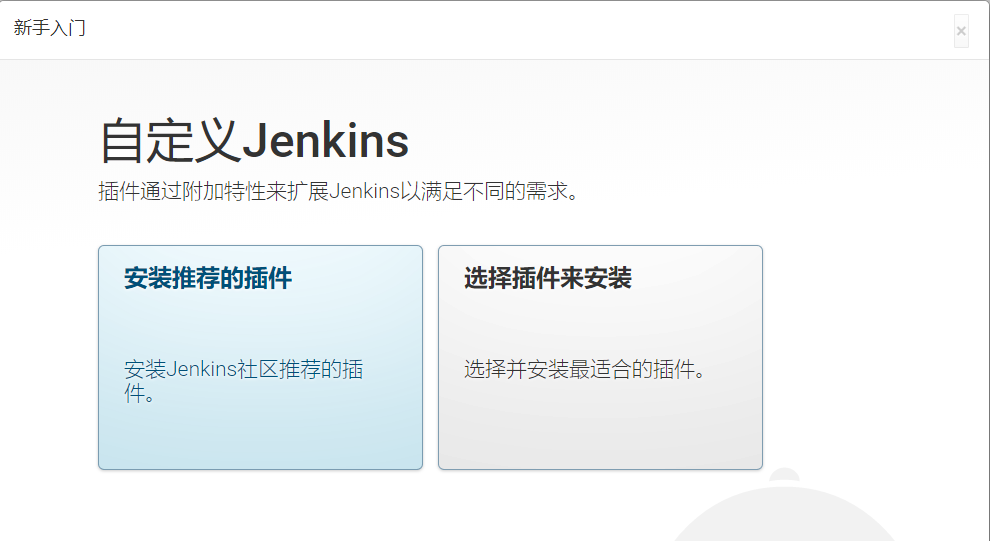 新手入门
×
自定义Jenkins
插件通过附加特性来扩展Jenkins以满足不同的需求。
安装推荐的插件
安装Jenkins社区推荐的插
件。
选择插件来安装
选择并安装最适合的插件。